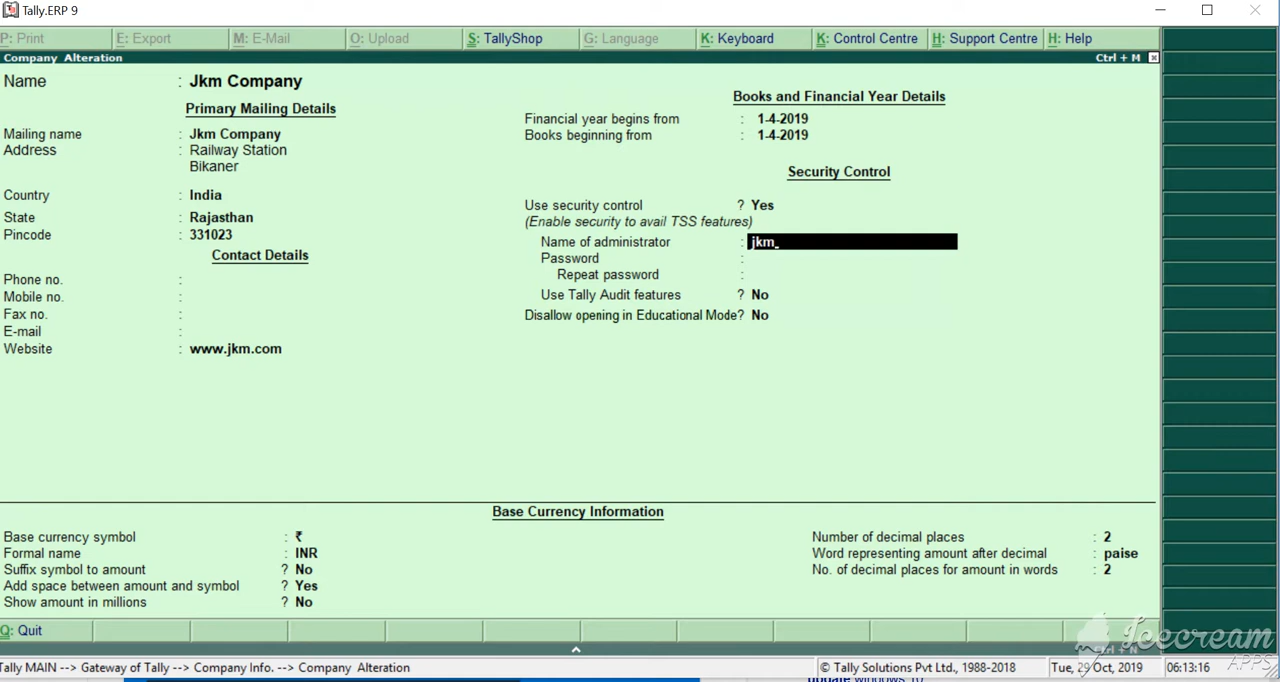 Tally.ERP 9
P: Print E: Export M: E-Mail O: Upload S: TallyShop G: Language K: Keyboard K: Control Centre H: Support Centre H: Help
Company Alteration Ctrl + M
Name : Jkm Company
Primary Mailing Details
Mailing name : Jkm Company
Address : Railway Station
Bikaner
Country : India
State : Rajasthan
Pincode : 331023
Contact Details
Phone no. :
Mobile no. :
Fax no. :
E-mail :
Website : www.jkm.com
Books and Financial Year Details
Financial year begins from : 1-4-2019
Books beginning from : 1-4-2019
Security Control
Use security control ? Yes
(Enable security to avail TSS features)
Name of administrator : jkm_
Password :
Repeat password :
Use Tally Audit features ? No
Disallow opening in Educational Mode? No
Base Currency Information
Base currency symbol : ₹
Formal name : INR
Suffix symbol to amount ? No
Add space between amount and symbol ? Yes
Show amount in millions ? No
Number of decimal places : 2
Word representing amount after decimal : paise
No. of decimal places for amount in words : 2
Q: Quit
Icecream
APPS
Ctrl + N
Tally MAIN --> Gateway of Tally --> Company Info. --> Company Alteration © Tally Solutions Pvt Ltd., 1988-2018 Tue, 29 Oct, 2019 06:13:16
update windows 10